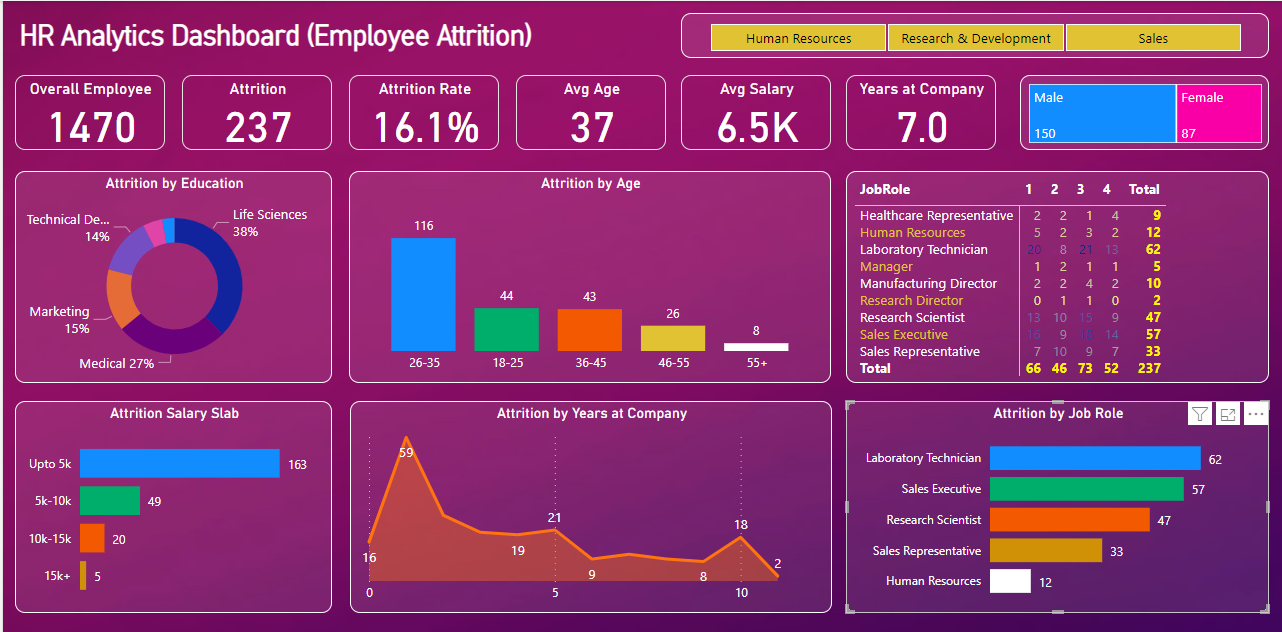 HR Analytics Dashboard (Employee Attrition)
Human Resources Research & Development Sales
Overall Employee
1470
Attrition
237
Attrition Rate
16.1%
Avg Age
37
Avg Salary
6.5K
Years at Company
7.0
Male Female
150 87
Attrition by Education
Life Sciences
38%
Technical De...
14%
Marketing
15%
Medical 27%
Attrition by Age
116
44
43
26
8
26-35 18-25 36-45 46-55 55+
JobRole 1 2 3 4 Total
Healthcare Representative 2 2 1 4 9
Human Resources 5 2 3 2 12
Laboratory Technician 20 8 21 13 62
Manager 1 2 1 1 5
Manufacturing Director 2 2 4 2 10
Research Director 0 1 1 0 2
Research Scientist 13 10 15 9 47
Sales Executive 16 9 18 14 57
Sales Representative 7 10 9 7 33
Total 66 46 73 52 237
Attrition Salary Slab
Upto 5k 163
5k-10k 49
10k-15k 20
15k+ 5
Attrition by Years at Company
59
16
19
21
9
8
18
2
0 5 10
Attrition by Job Role
Laboratory Technician 62
Sales Executive 57
Research Scientist 47
Sales Representative 33
Human Resources 12